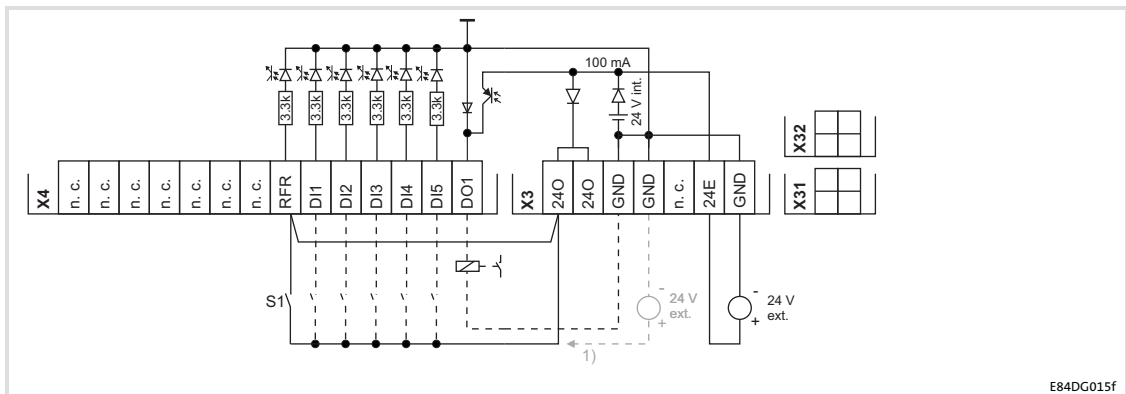 100 mA
3.3k
3.3k
3.3k
3.3k
3.3k
3.3k
24 V int.
X4
n. c.
n. c.
n. c.
n. c.
n. c.
n. c.
n. c.
RFR
DI1
DI2
DI3
DI4
DI5
DO1
X3
24O
24O
GND
GND
n. c.
24E
GND
X32
X31
S1
-
24 V
ext.
+
-
24 V
ext.
+
1)
E84DG015f